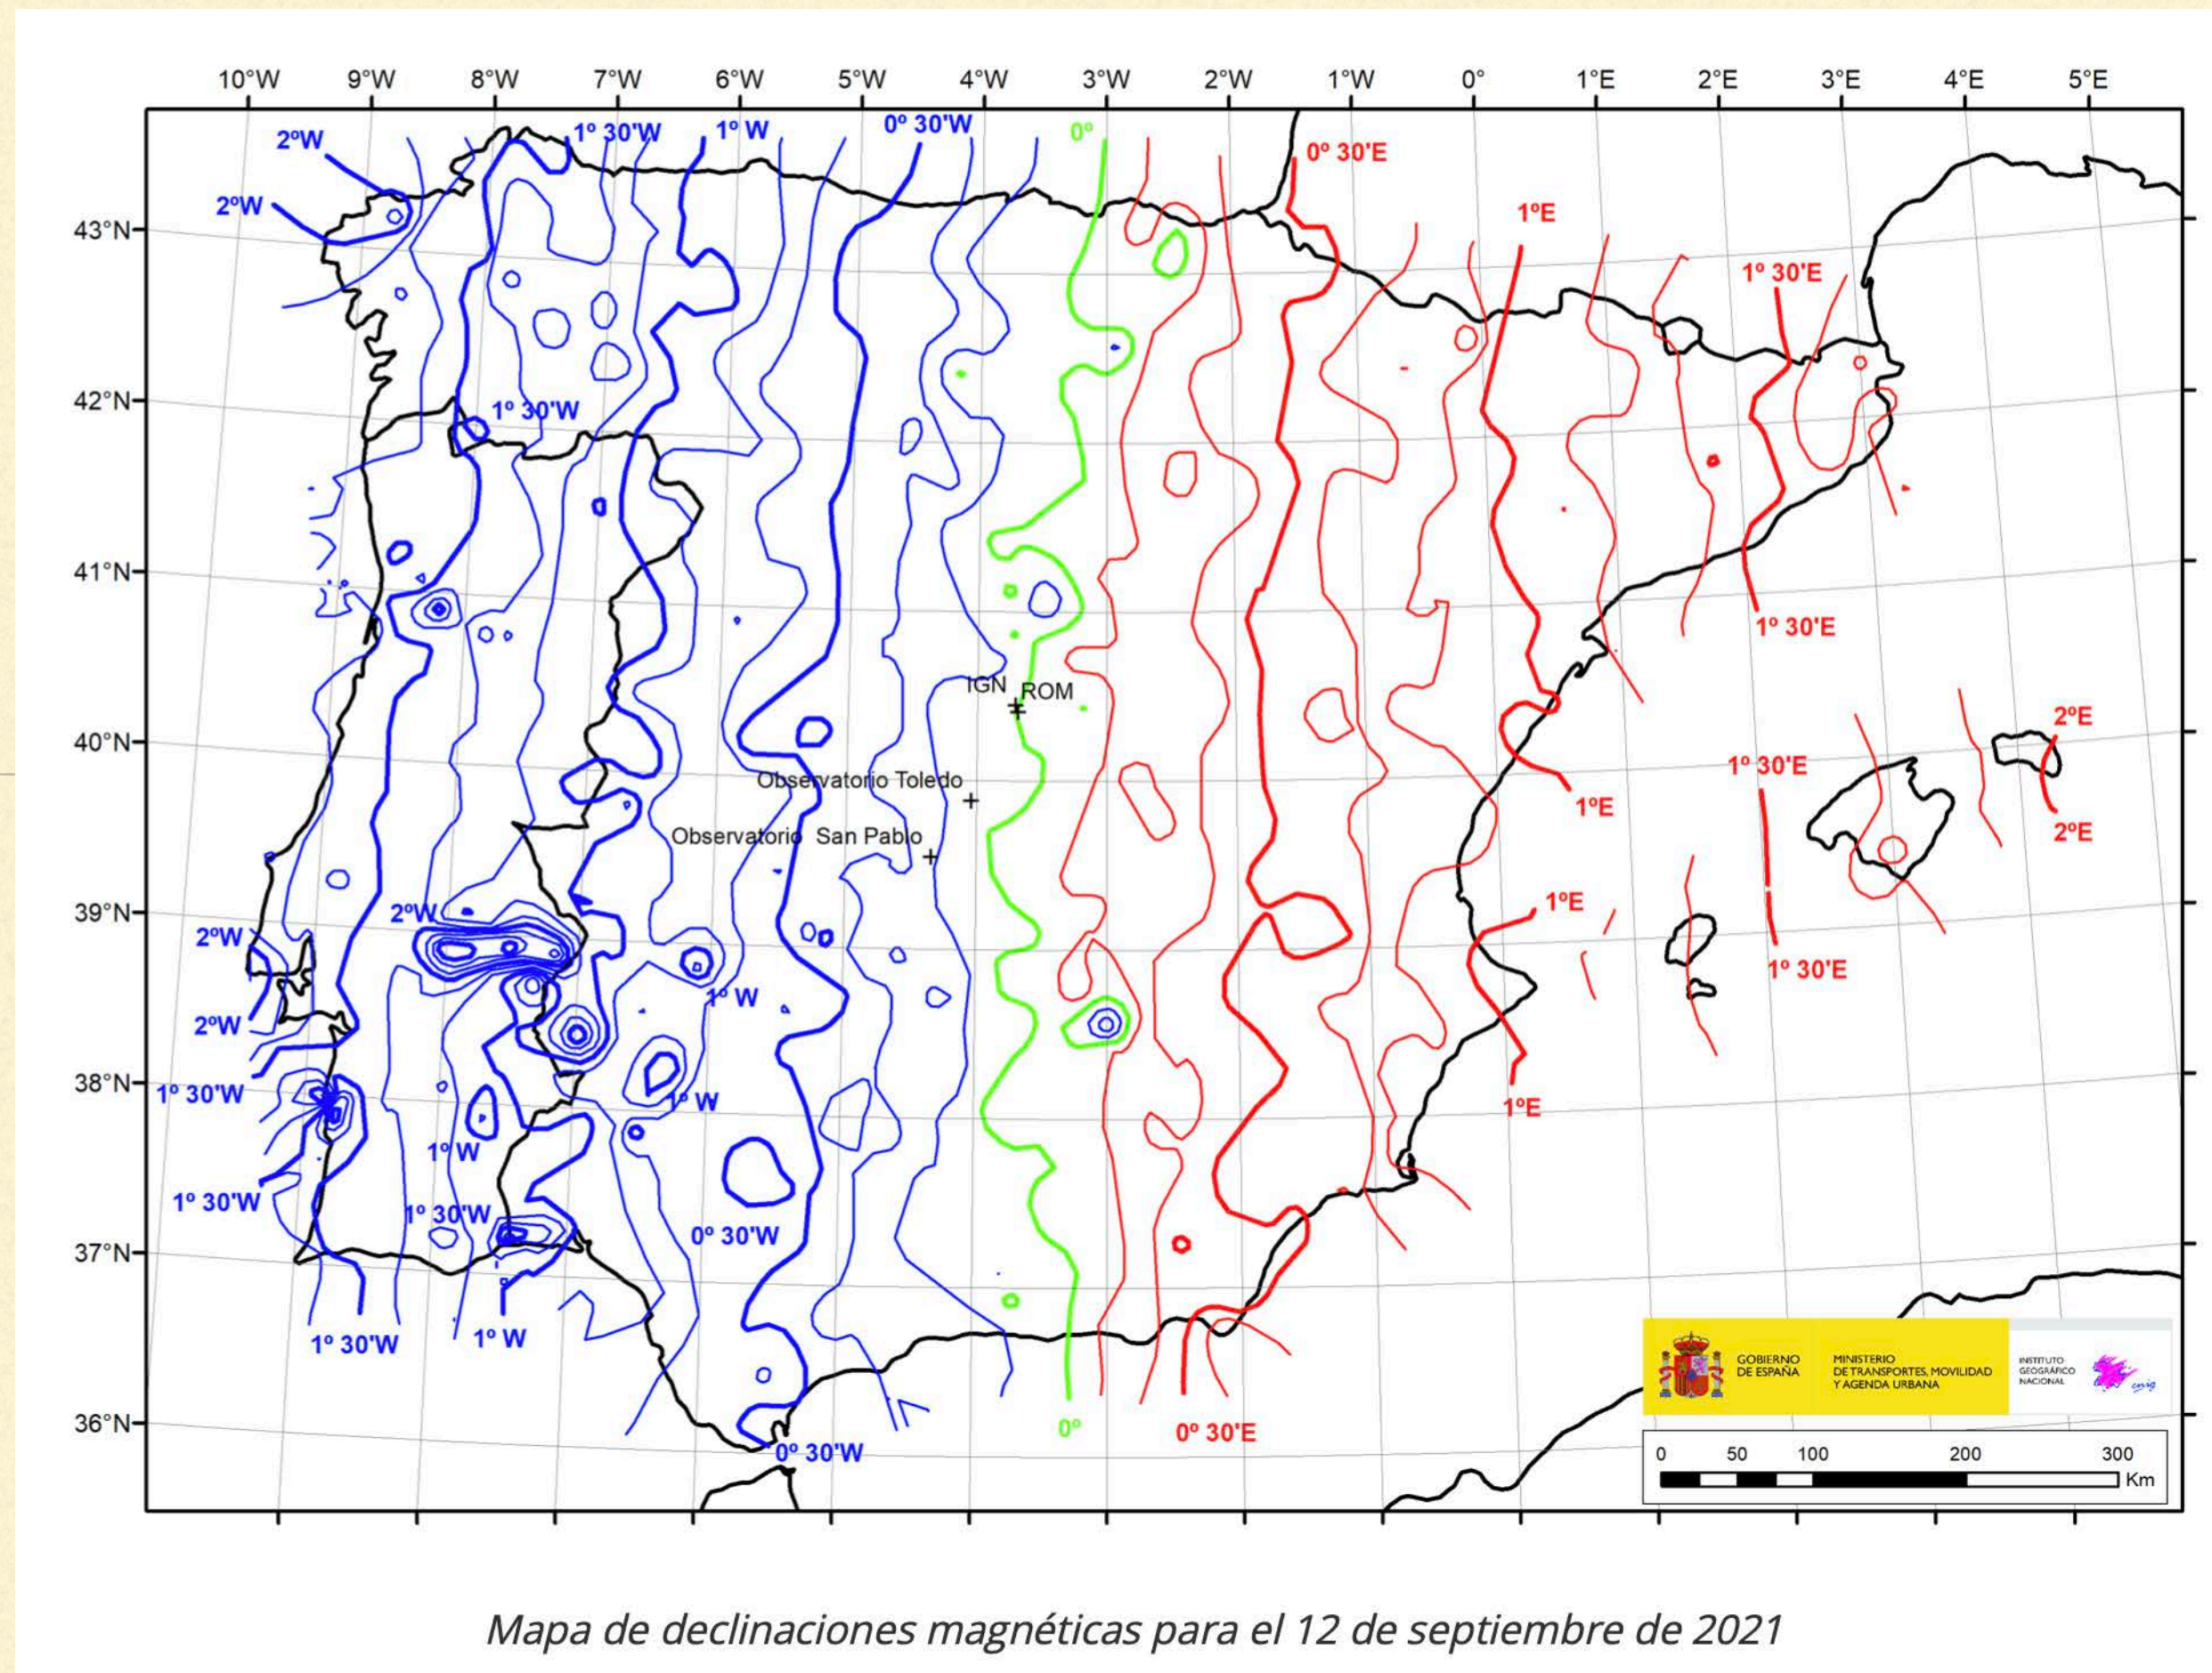 10°W 9°W 8°W 7°W 6°W 5°W 4°W 3°W 2°W 1°W 0° 1°E 2°E 3°E 4°E 5°E
2ºW
1º 30'W
1º W
0º 30'W
0º
0º 30'E
2ºW
1ºE
43°N
1º 30'E
42°N
1º 30'W
41°N
1º 30'E
IGN
ROM
40°N
2ºE
1º 30'E
Observatorio Toledo
1ºE
Observatorio San Pablo
2ºE
39°N
2ºW
1ºE
2ºW
1º 30'E
1º W
2ºW
38°N
1º 30'W
1º W
1ºE
1º W
1º 30'W
1º 30'W
0º 30'W
37°N
1º 30'W
1º W
36°N
0º
0º 30'E
0º 30'W
GOBIERNO
DE ESPAÑA
MINISTERIO
DE TRANSPORTES, MOVILIDAD
Y AGENDA URBANA
INSTITUTO
GEOGRÁFICO
NACIONAL
cnig
0 50 100 200 300
Km
Mapa de declinaciones magnéticas para el 12 de septiembre de 2021